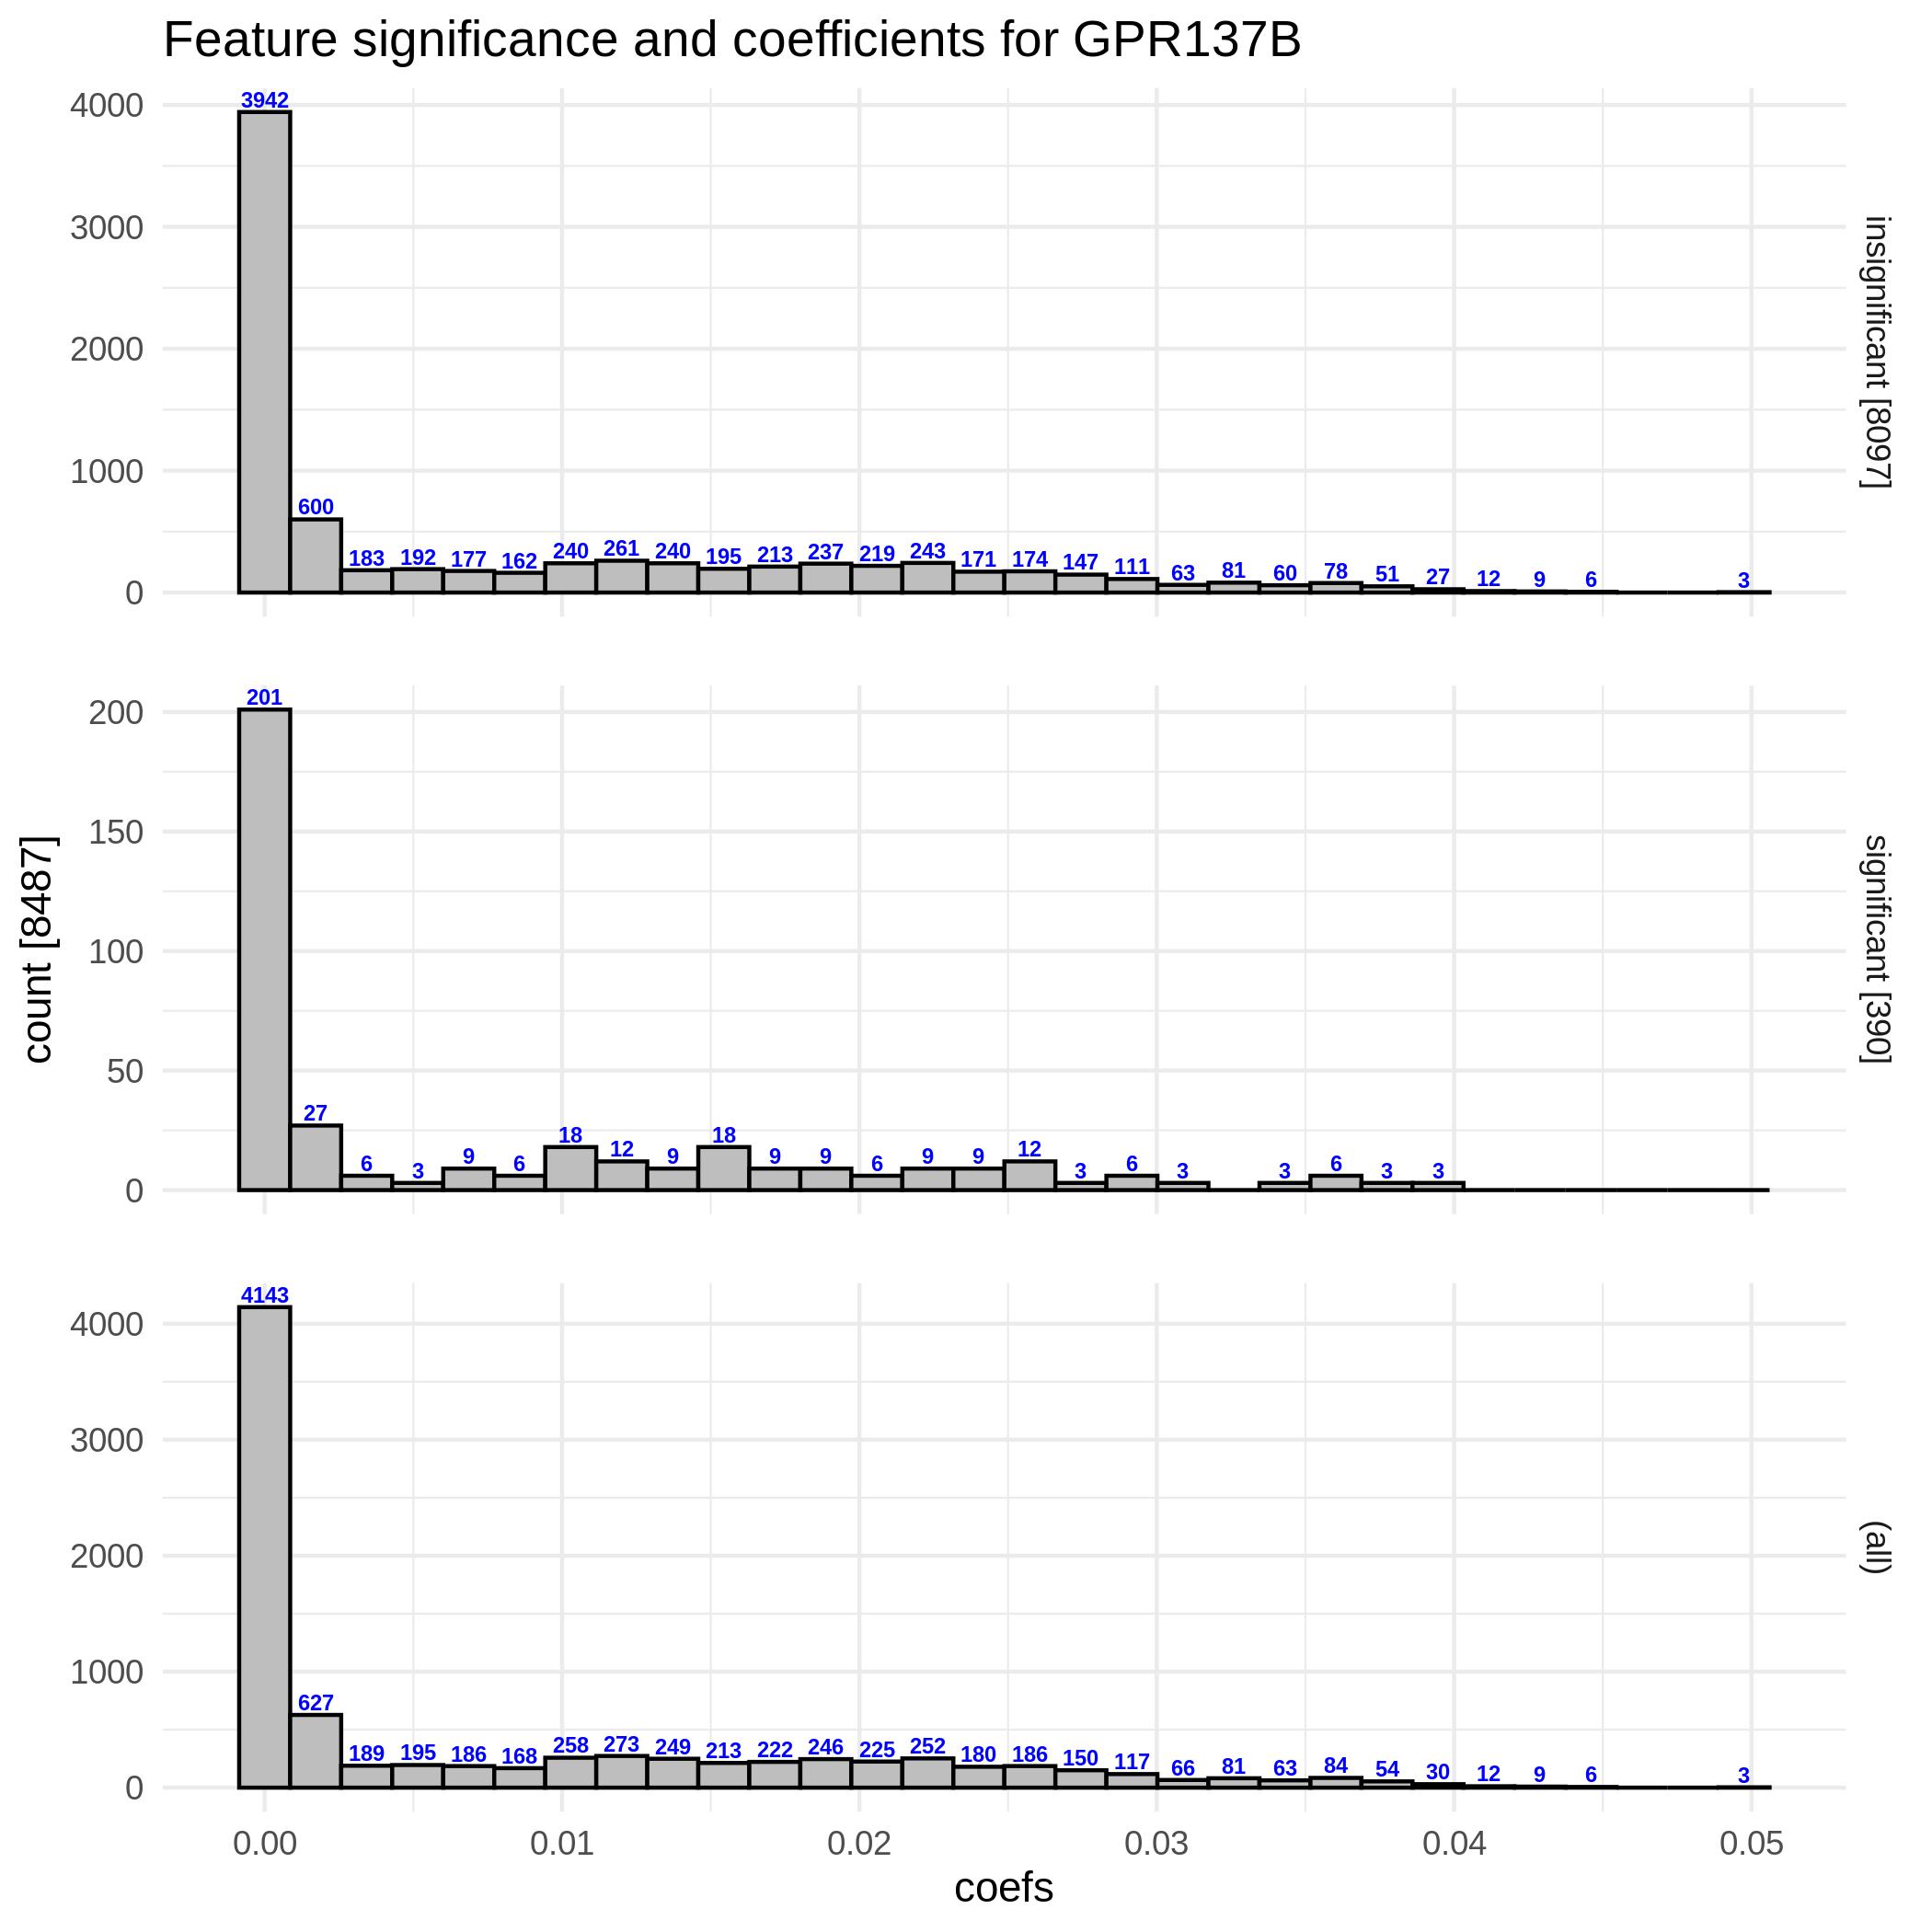 Feature significance and coefficients for GPR137B
4000
3000
2000
1000
0
3942
600
183 192 177 162 240 261 240 195 213 237 219 243 171 174 147 111 63 81 60 78 51 27 12 9 6 3
insignificant [8097]
count [8487]
200
150
100
50
0
201
27
6 3 9 6 18 12 9 18 9 9 6 9 9 12 3 6 3 3 6 3 3
significant [390]
4000
3000
2000
1000
0
4143
627
189 195 186 168 258 273 249 213 222 246 225 252 180 186 150 117 66 81 63 84 54 30 12 9 6 3
(all)
0.00 0.01 0.02 0.03 0.04 0.05
coefs